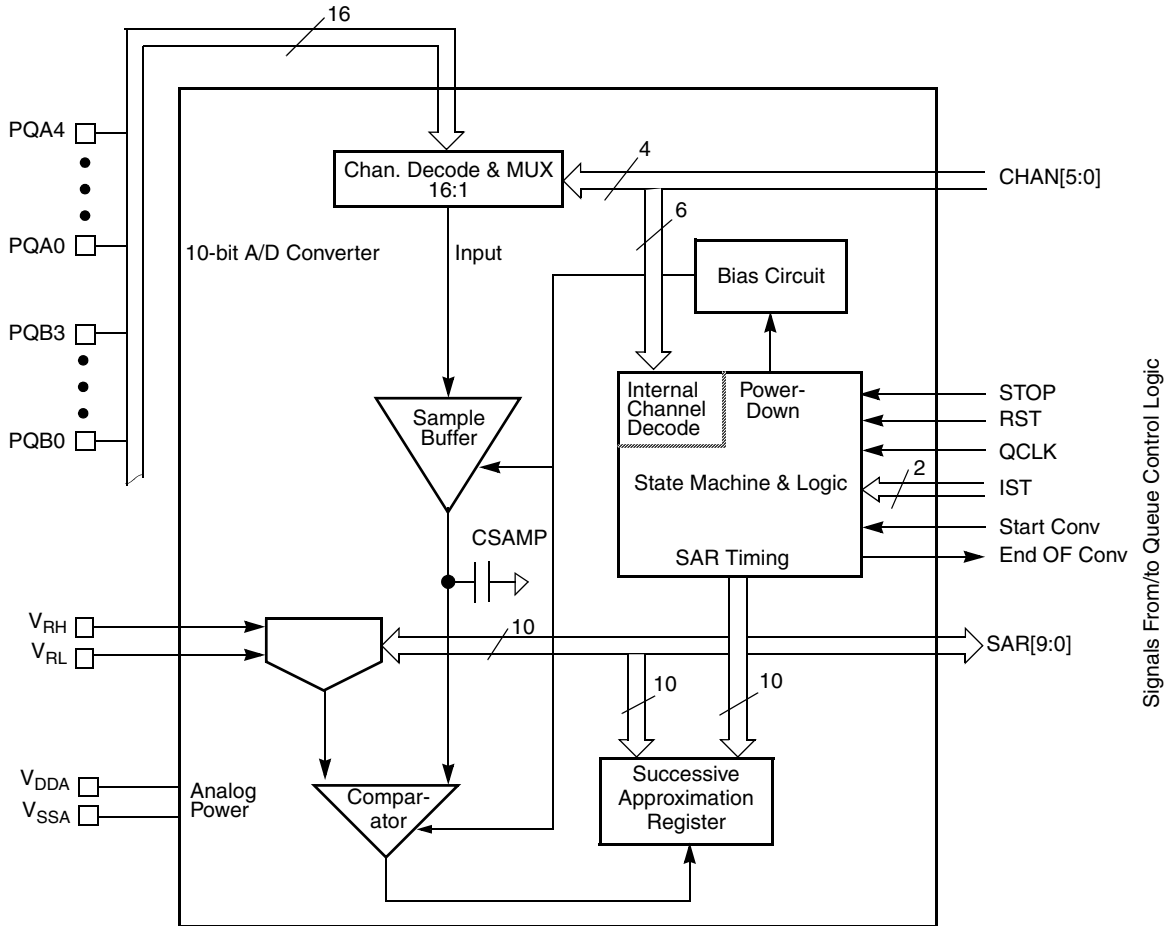 16
PQA4
PQA0
PQB3
PQB0
Chan. Decode & MUX
16:1
4
CHAN[5:0]
6
10-bit A/D Converter
Input
Bias Circuit
Sample
Buffer
Internal
Channel
Decode
Power-
Down
State Machine & Logic
SAR Timing
STOP
RST
QCLK
2
IST
Start Conv
End OF Conv
Signals From/to Queue Control Logic
CSAMP
VRH
VRL
10
SAR[9:0]
10
10
VDDA
VSSA
Analog
Power
Compar-
ator
Successive
Approximation
Register